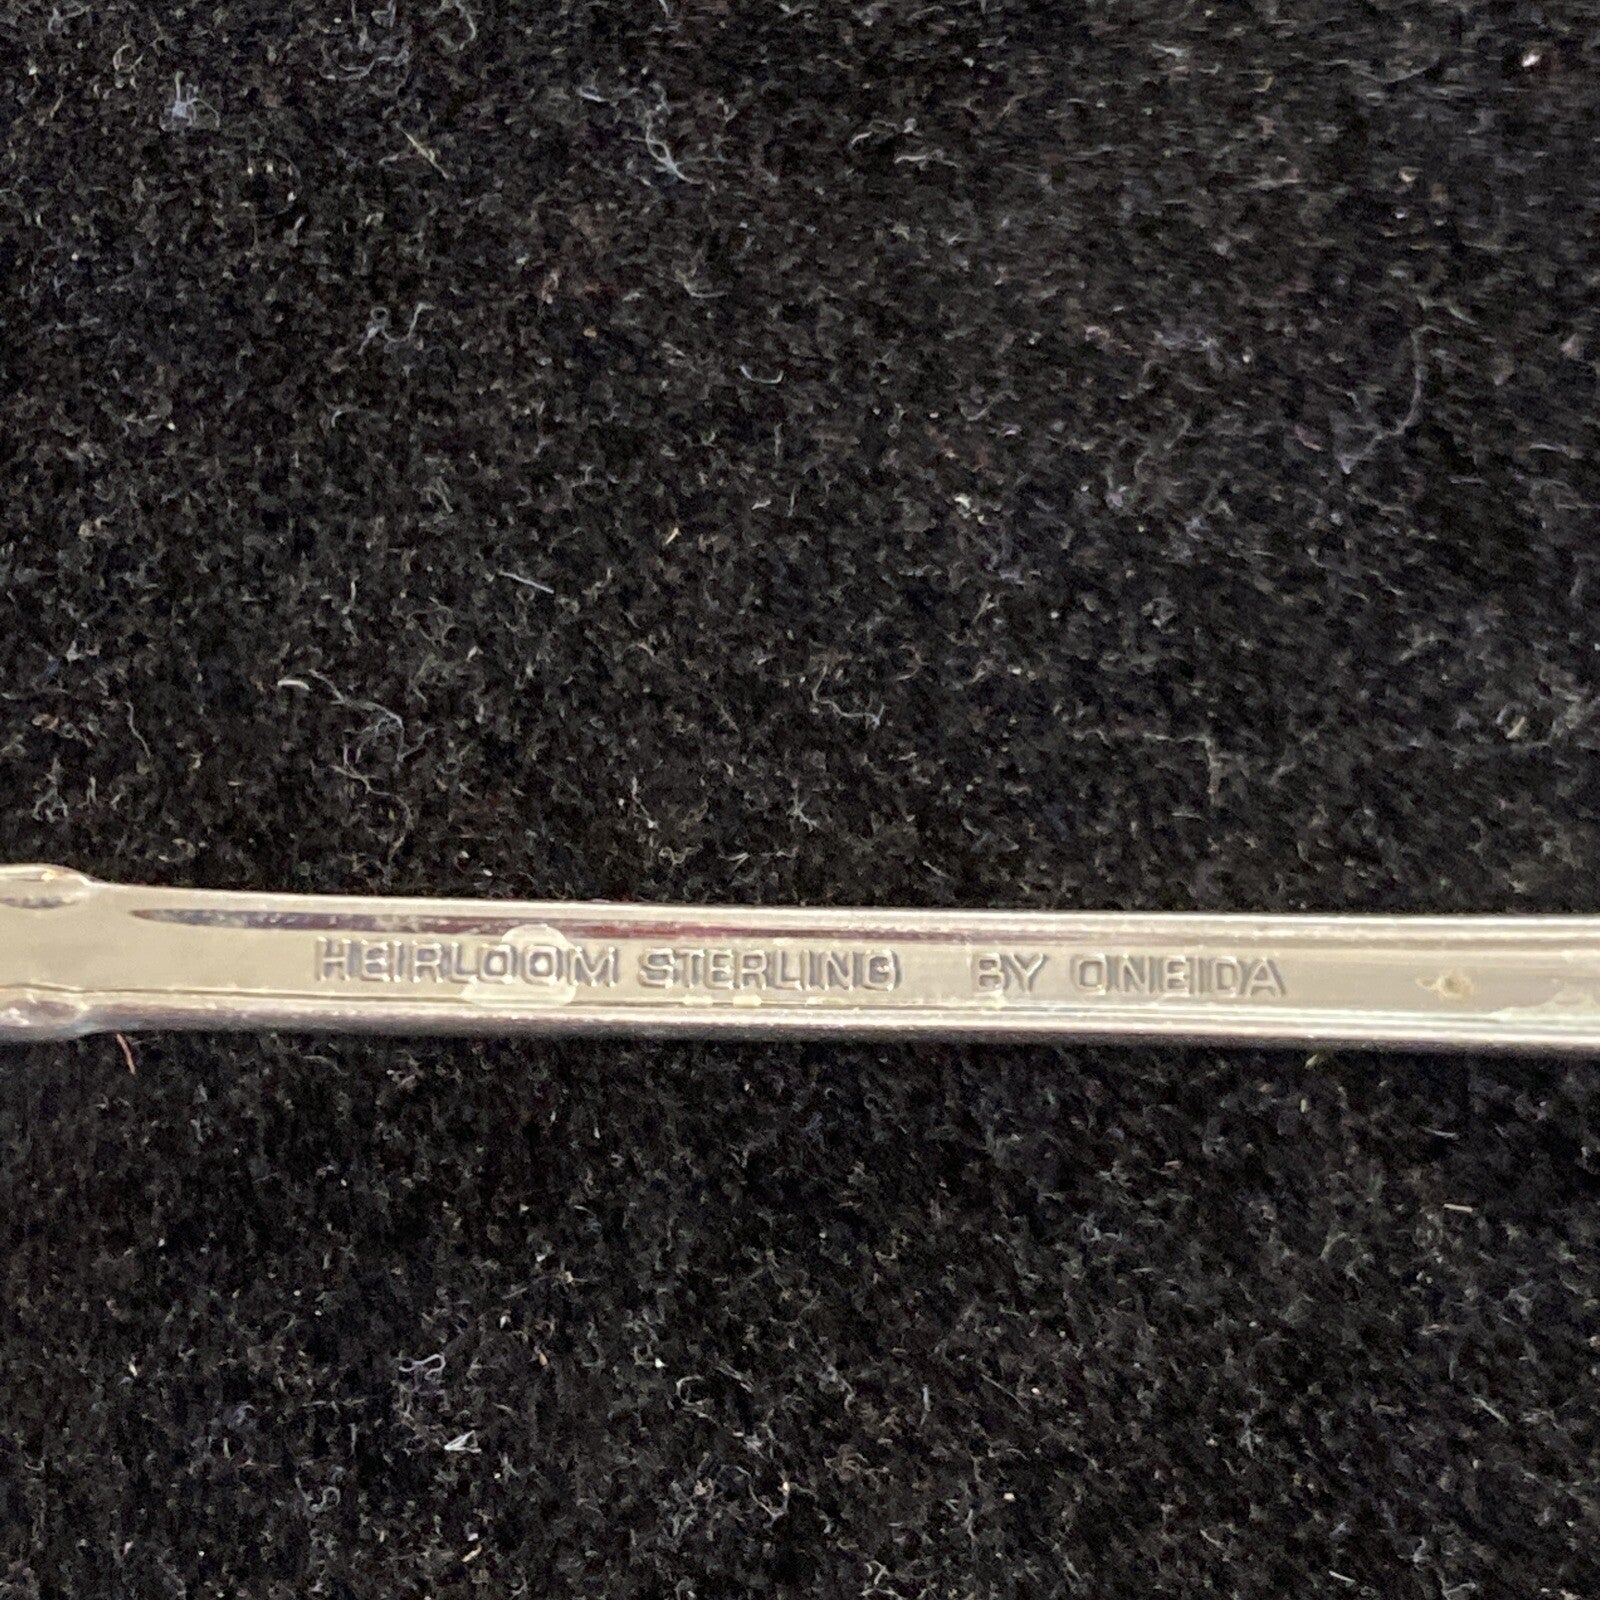 HEIRLOOM STERLING BY ONEIDA